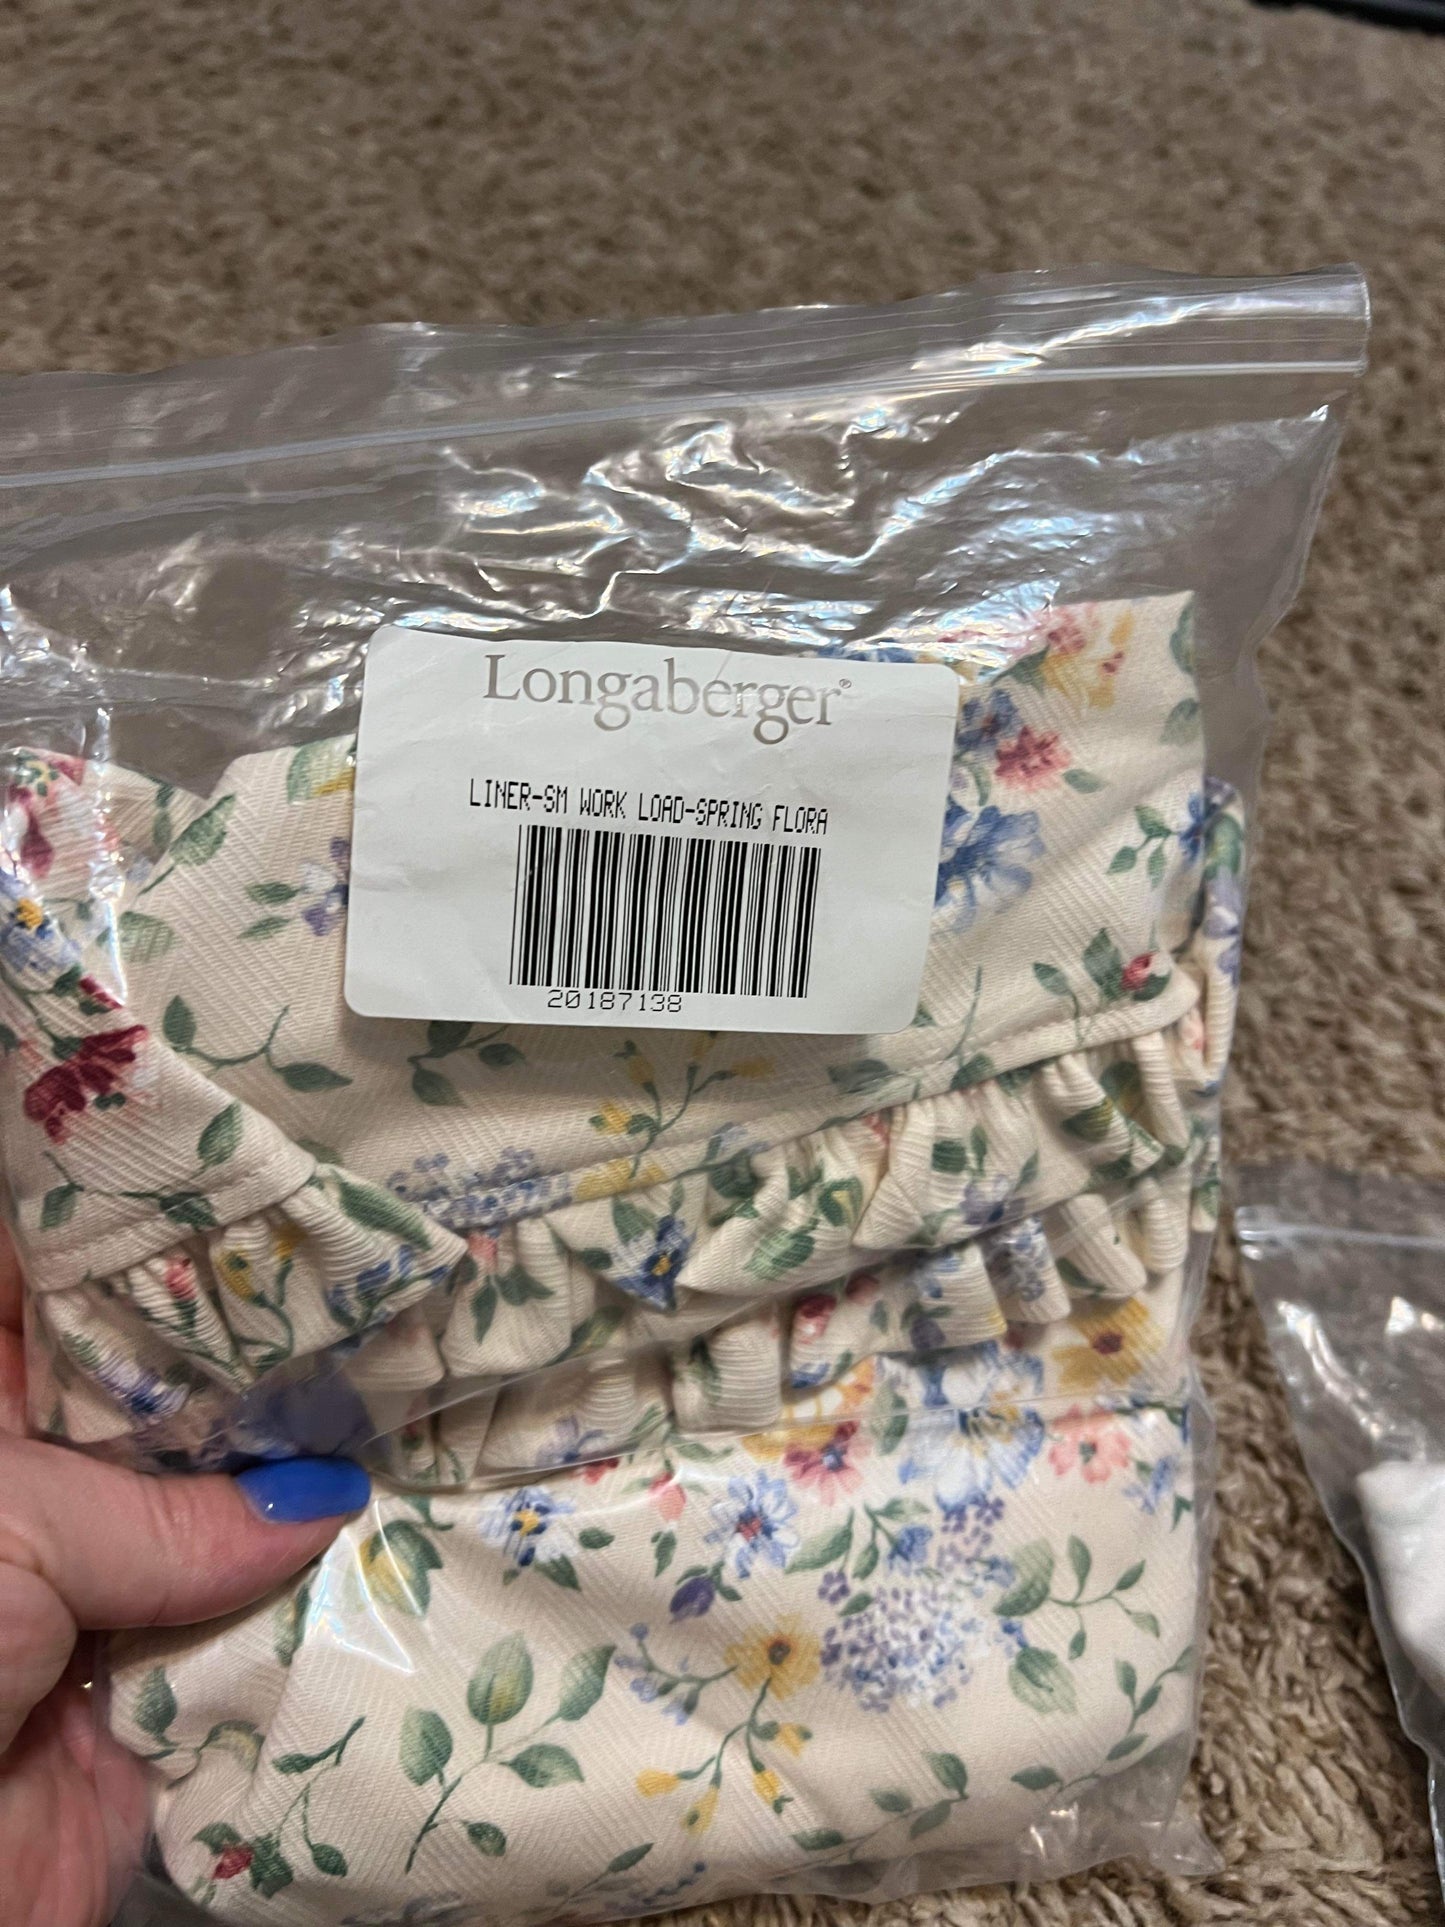 Longaberger®
LINER-SM WORK LOAD-SPRING FLORA
20187138